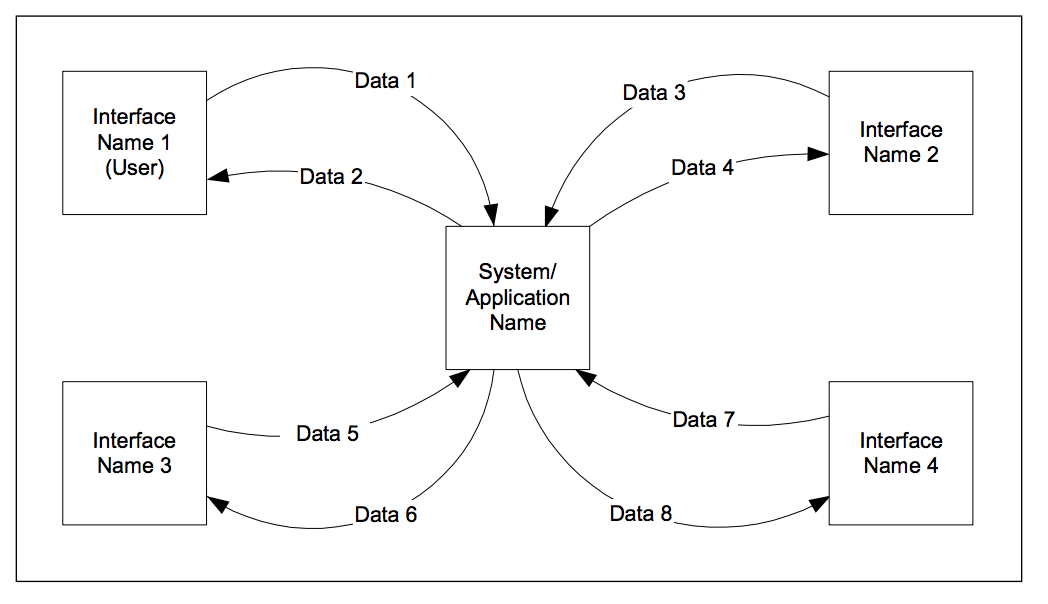 Interface
Name 1
(User)
Data 1
Data 2
Data 3
Data 4
Interface
Name 2
System/
Application
Name
Interface
Name 3
Data 5
Data 6
Data 7
Data 8
Interface
Name 4